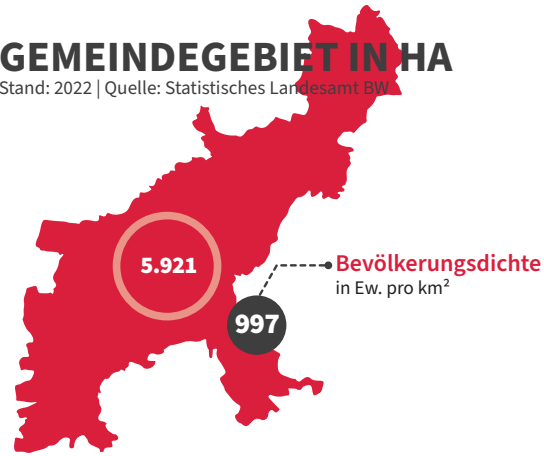 GEMEINDEGEBIET IN HA
Stand: 2022 | Quelle: Statistisches Landesamt BW
5.921
Bevölkerungsdichte
in Ew. pro km²
997